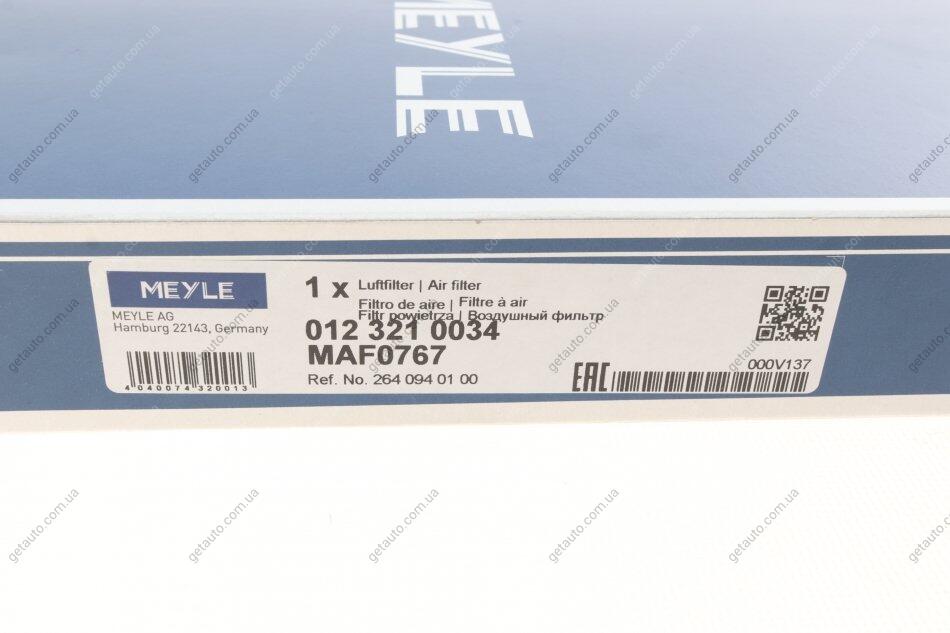 MEYLE
MEYLE
MEYLE AG
Hamburg 22143, Germany
4 040074 320013
1 x Luftfilter | Air filter
Filtro de aire | Filtre à air
Filtr powietrza | Воздушный фильтр
012 321 0034
MAF0767
Ref. No. 264 094 01 00
EAC
000V137
getauto.com.ua